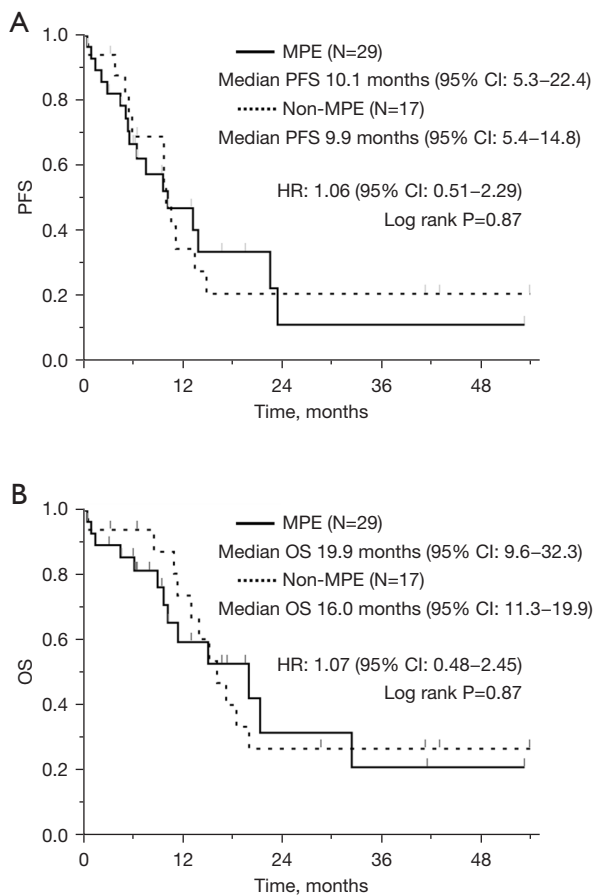 A
1.0
MPE (N=29)
Median PFS 10.1 months (95% CI: 5.3–22.4)
0.8
Non-MPE (N=17)
Median PFS 9.9 months (95% CI: 5.4–14.8)
0.6
HR: 1.06 (95% CI: 0.51–2.29)
PFS
Log rank P=0.87
0.4
0.2
0.0
0 12 24 36 48
Time, months
B
1.0
MPE (N=29)
Median OS 19.9 months (95% CI: 9.6–32.3)
0.8
Non-MPE (N=17)
Median OS 16.0 months (95% CI: 11.3–19.9)
0.6
HR: 1.07 (95% CI: 0.48–2.45)
OS
Log rank P=0.87
0.4
0.2
0.0
0 12 24 36 48
Time, months